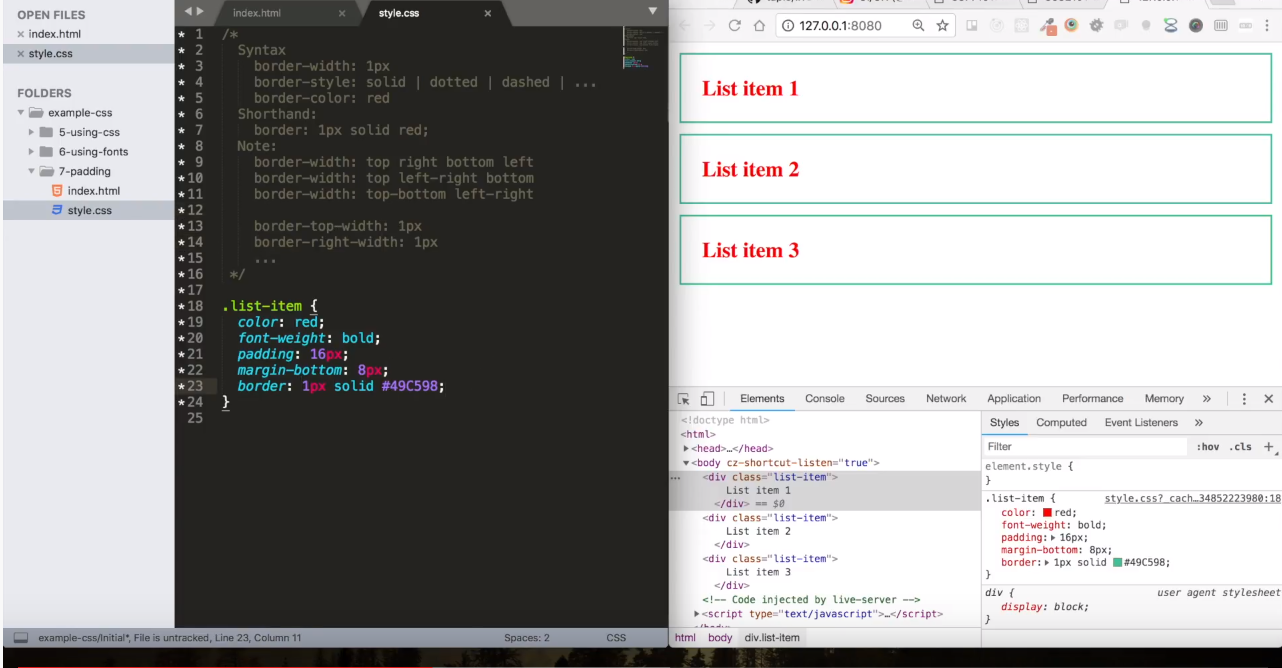 OPEN FILES
× index.html
× style.css
FOLDERS
example-css
5-using-css
6-using-fonts
7-padding
index.html
style.css
index.html ×
style.css ×
* 1 /*
* 2 Syntax
* 3 border-width: 1px
* 4 border-style: solid | dotted | dashed | ...
* 5 border-color: red
* 6 Shorthand:
* 7 border: 1px solid red;
* 8 Note:
* 9 border-width: top right bottom left
*10 border-width: top left-right bottom
*11 border-width: top-bottom left-right
*12
*13 border-top-width: 1px
*14 border-right-width: 1px
*15 ...
*16 */
*17
*18 .list-item {
*19 color: red;
*20 font-weight: bold;
*21 padding: 16px;
*22 margin-bottom: 8px;
*23 border: 1px solid #49C598;
*24 }
25
example-css/Initial*, File is untracked, Line 23, Column 11 Spaces: 2 CSS
127.0.0.1:8080
List item 1
List item 2
List item 3
Elements Console Sources Network Application Performance Memory »
<!doctype html>
<html>
<head>…</head>
<body cz-shortcut-listen="true">
… <div class="list-item">
List item 1
</div> == $0
<div class="list-item">
List item 2
</div>
<div class="list-item">
List item 3
</div>
<!-- Code injected by live-server -->
<script type="text/javascript">…</script>
</body>
html body div.list-item
Styles Computed Event Listeners »
Filter :hov .cls +
element.style {
}
.list-item { style.css?_cach…34852223980:18
color: red;
font-weight: bold;
padding: 16px;
margin-bottom: 8px;
border: 1px solid #49C598;
}
div { user agent stylesheet
display: block;
}